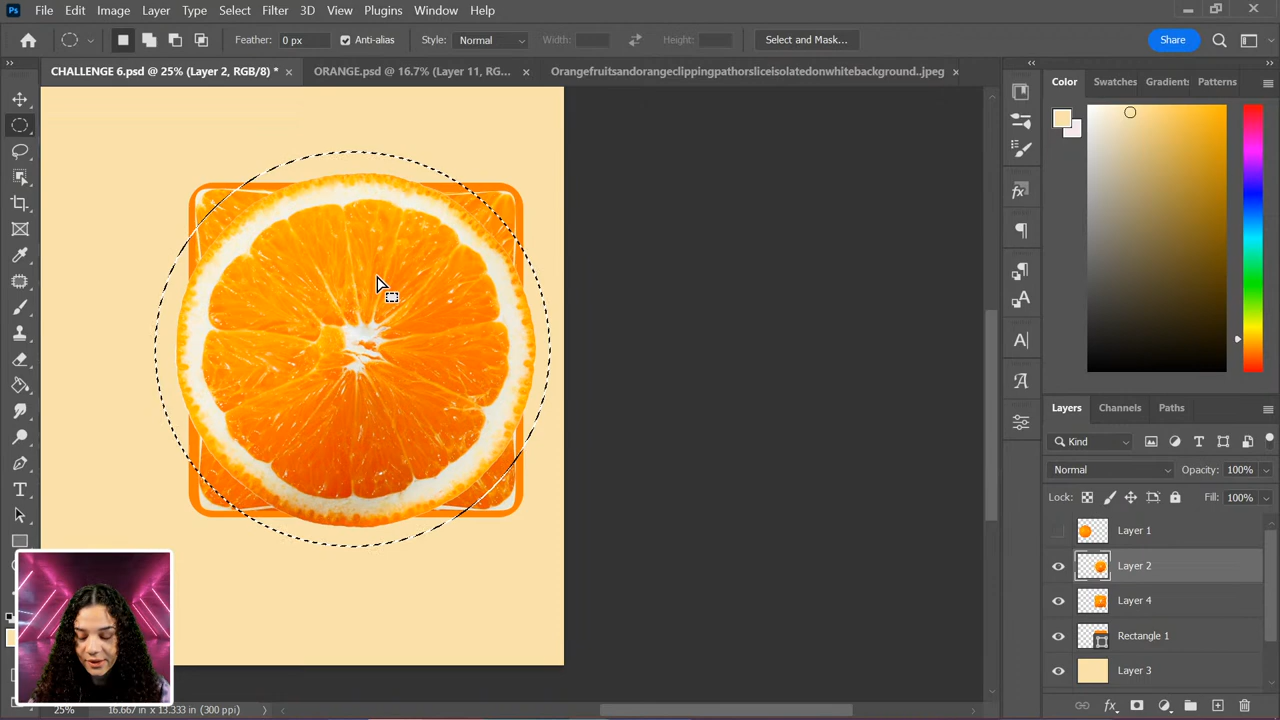 Ps File Edit Image Layer Type Select Filter 3D View Plugins Window Help
Feather: 0 px Anti-alias Style: Normal Width: Height: Select and Mask... Share
CHALLENGE 6.psd @ 25% (Layer 2, RGB/8) * × ORANGE.psd @ 16.7% (Layer 11, RG... × Orangefruitsandorangeclippingpathorsliceisolatedonwhitebackground..jpeg ×
Color Swatches Gradient: Patterns
Layers Channels Paths
Kind
Normal Opacity: 100%
Lock: Fill: 100%
Layer 1
Layer 2
Layer 4
Rectangle 1
Layer 3
25% 16.667 in x 13.333 in (300 ppi)